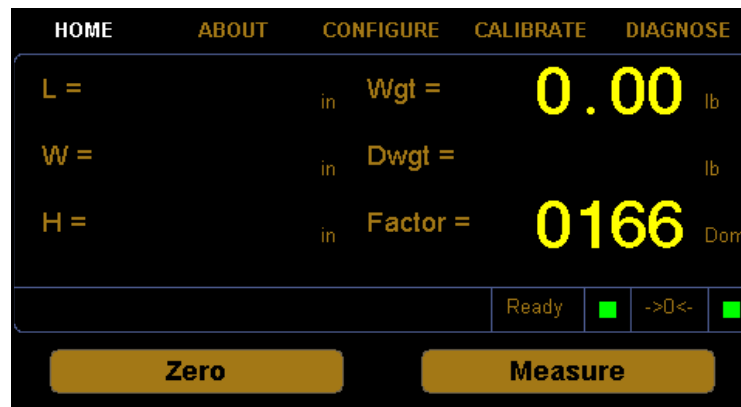 HOME ABOUT CONFIGURE CALIBRATE DIAGNOSE
L = in Wgt = 0.00 lb
W = in Dwgt = lb
H = in Factor = 0166 Dom
Ready ->0<-
Zero Measure